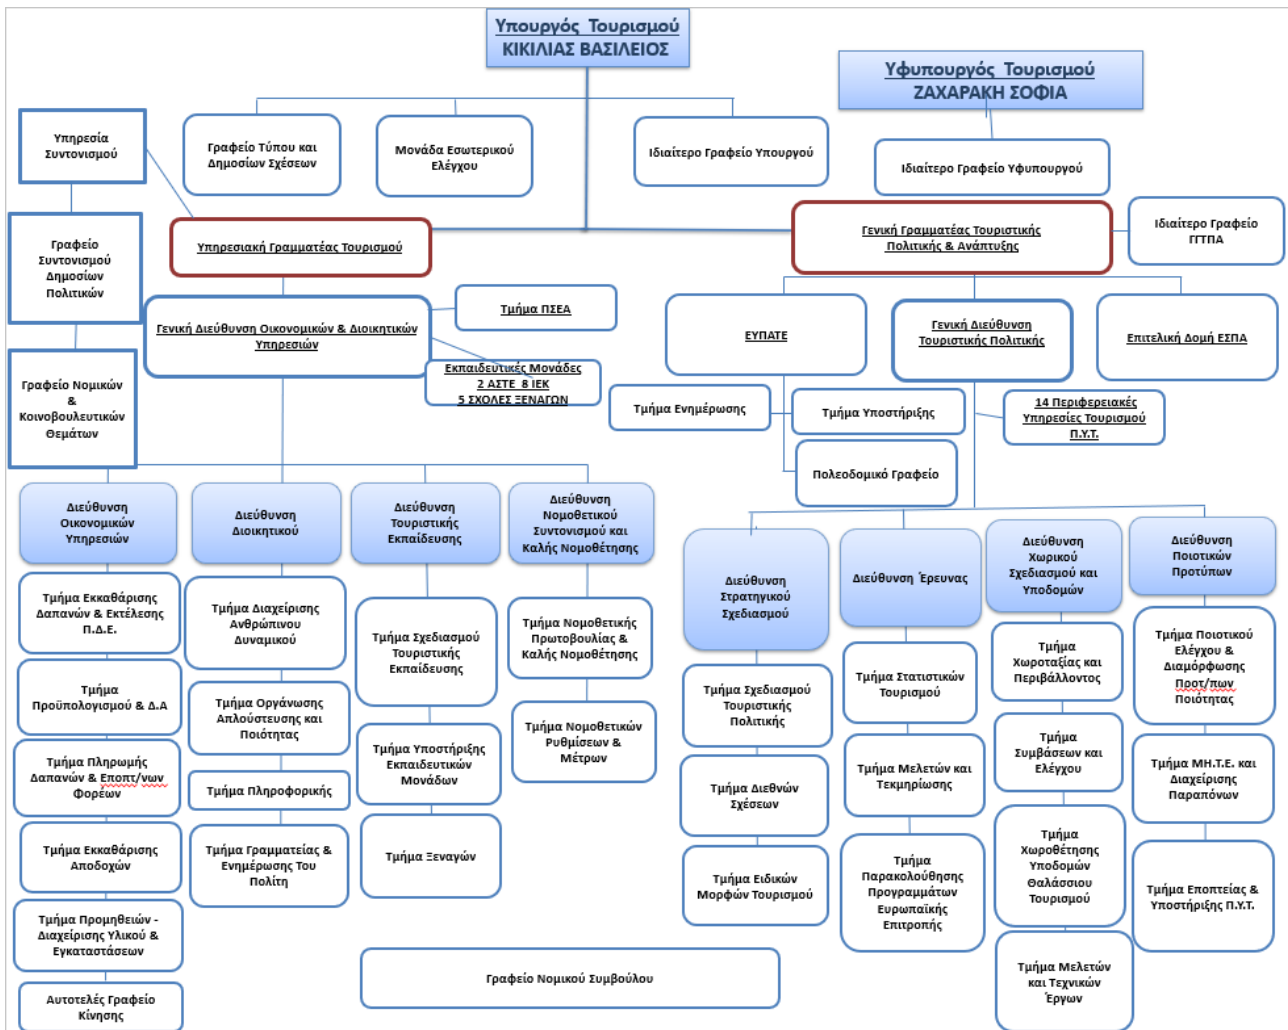 Υπουργός Τουρισμού
ΚΙΚΙΛΙΑΣ ΒΑΣΙΛΕΙΟΣ
Υφυπουργός Τουρισμού
ΖΑΧΑΡΑΚΗ ΣΟΦΙΑ
Υπηρεσία
Συντονισμού
Γραφείο Τύπου και
Δημοσίων Σχέσεων
Μονάδα Εσωτερικού
Ελέγχου
Ιδιαίτερο Γραφείο Υπουργού
Ιδιαίτερο Γραφείο Υφυπουργού
Γραφείο
Συντονισμού
Δημοσίων
Πολιτικών
Υπηρεσιακή Γραμματέας Τουρισμού
Γενική Γραμματέας Τουριστικής
Πολιτικής & Ανάπτυξης
Ιδιαίτερο Γραφείο
ΓΓΤΠΑ
Γενική Διεύθυνση Οικονομικών & Διοικητικών
Υπηρεσιών
Τμήμα ΠΣΕΑ
ΕΥΠΑΤΕ
Γενική Διεύθυνση
Τουριστικής Πολιτικής
Επιτελική Δομή ΕΣΠΑ
Γραφείο Νομικών
&
Κοινοβουλευτικών
Θεμάτων
Εκπαιδευτικές Μονάδες
2 ΑΣΤΕ 8 ΙΕΚ
5 ΣΧΟΛΕΣ ΞΕΝΑΓΩΝ
Τμήμα Ενημέρωσης
Τμήμα Υποστήριξης
14 Περιφερειακές
Υπηρεσίες Τουρισμού
Π.Υ.Τ.
Πολεοδομικό Γραφείο
Διεύθυνση
Οικονομικών
Υπηρεσιών
Διεύθυνση
Διοικητικού
Διεύθυνση
Τουριστικής
Εκπαίδευσης
Διεύθυνση
Νομοθετικού
Συντονισμού και
Καλής Νομοθέτησης
Διεύθυνση
Στρατηγικού
Σχεδιασμού
Διεύθυνση Έρευνας
Διεύθυνση
Χωρικού
Σχεδιασμού και
Υποδομών
Διεύθυνση
Ποιοτικών
Προτύπων
Τμήμα Εκκαθάρισης
Δαπανών & Εκτέλεσης
Π.Δ.Ε.
Τμήμα
Προϋπολογισμού & Δ.Α
Τμήμα Πληρωμής
Δαπανών & Εποπτ/νων
Φορέων
Τμήμα Εκκαθάρισης
Αποδοχών
Τμήμα Προμηθειών -
Διαχείρισης Υλικού &
Εγκαταστάσεων
Αυτοτελές Γραφείο
Κίνησης
Τμήμα Διαχείρισης
Ανθρώπινου
Δυναμικού
Τμήμα Οργάνωσης
Απλούστευσης και
Ποιότητας
Τμήμα Πληροφορικής
Τμήμα Γραμματείας &
Ενημέρωσης Του
Πολίτη
Τμήμα Σχεδιασμού
Τουριστικής
Εκπαίδευσης
Τμήμα Υποστήριξης
Εκπαιδευτικών
Μονάδων
Τμήμα Ξεναγών
Τμήμα Νομοθετικής
Πρωτοβουλίας &
Καλής Νομοθέτησης
Τμήμα Νομοθετικών
Ρυθμίσεων &
Μέτρων
Τμήμα Σχεδιασμού
Τουριστικής
Πολιτικής
Τμήμα Διεθνών
Σχέσεων
Τμήμα Ειδικών
Μορφών Τουρισμού
Τμήμα Στατιστικών
Τουρισμού
Τμήμα Μελετών και
Τεκμηρίωσης
Τμήμα
Παρακολούθησης
Προγραμμάτων
Ευρωπαϊκής
Επιτροπής
Τμήμα
Χωροταξίας και
Περιβάλλοντος
Τμήμα
Συμβάσεων και
Ελέγχου
Τμήμα
Χωροθέτησης
Υποδομών
Θαλάσσιου
Τουρισμού
Τμήμα Μελετών
και Τεχνικών
Έργων
Τμήμα Ποιοτικού
Ελέγχου &
Διαμόρφωσης
Προτ/πων
Ποιότητας
Τμήμα ΜΗ.Τ.Ε. και
Διαχείρισης
Παραπόνων
Τμήμα Εποπτείας &
Υποστήριξης Π.Υ.Τ.
Γραφείο Νομικού Συμβούλου